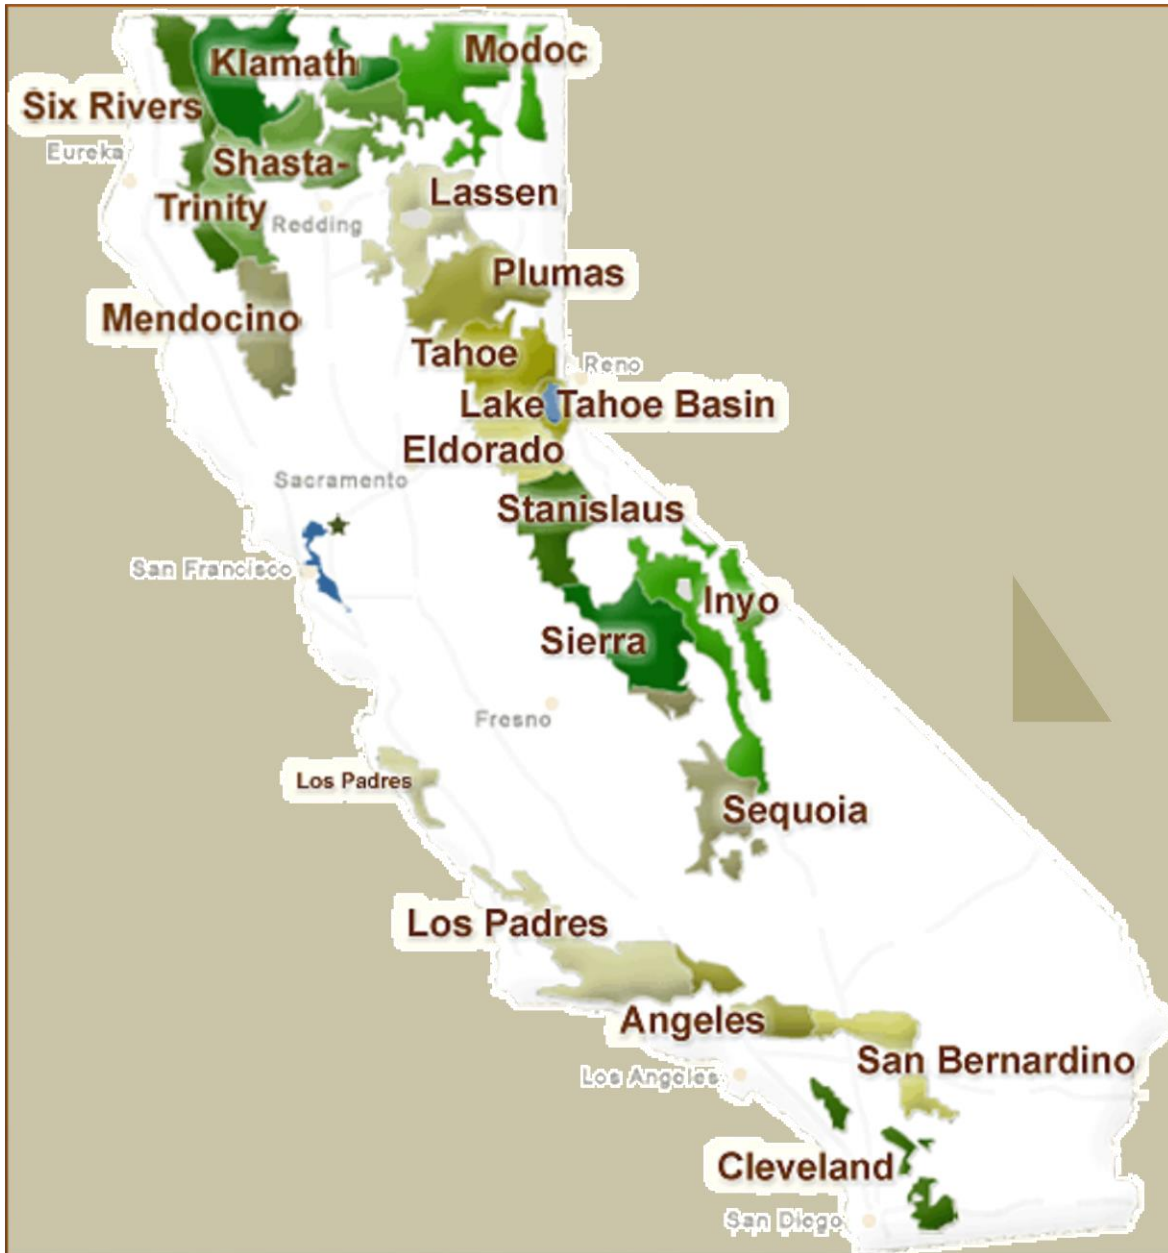 Klamath
Modoc
Six Rivers
Eureka
Shasta-
Trinity
Redding
Lassen
Plumas
Mendocino
Tahoe
Reno
Lake Tahoe Basin
Eldorado
Sacramento
Stanislaus
San Francisco
Inyo
Sierra
Fresno
Los Padres
Sequoia
Los Padres
Angeles
San Bernardino
Los Angeles
Cleveland
San Diego